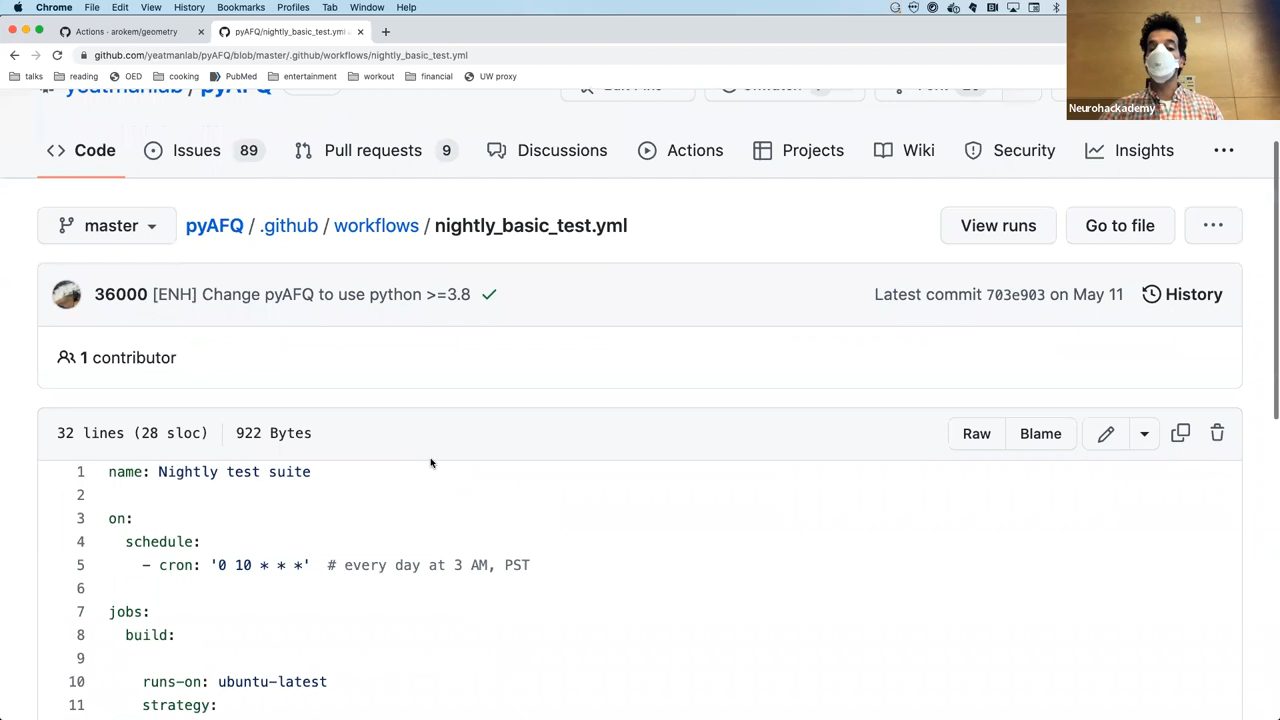 Chrome File Edit View History Bookmarks Profiles Tab Window Help
Actions · arokem/geometry
pyAFQ/nightly_basic_test.yml
github.com/yeatmanlab/pyAFQ/blob/master/.github/workflows/nightly_basic_test.yml
talks reading OED cooking PubMed entertainment workout financial UW proxy
Neurohackademy
yeatmanlab / pyAFQ
Code Issues 89 Pull requests 9 Discussions Actions Projects Wiki Security Insights
master pyAFQ / .github / workflows / nightly_basic_test.yml View runs Go to file
36000 [ENH] Change pyAFQ to use python >=3.8 Latest commit 703e903 on May 11 History
1 contributor
32 lines (28 sloc) 922 Bytes Raw Blame
1 name: Nightly test suite
2
3 on:
4 schedule:
5 - cron: '0 10 * * *' # every day at 3 AM, PST
6
7 jobs:
8 build:
9
10 runs-on: ubuntu-latest
11 strategy: